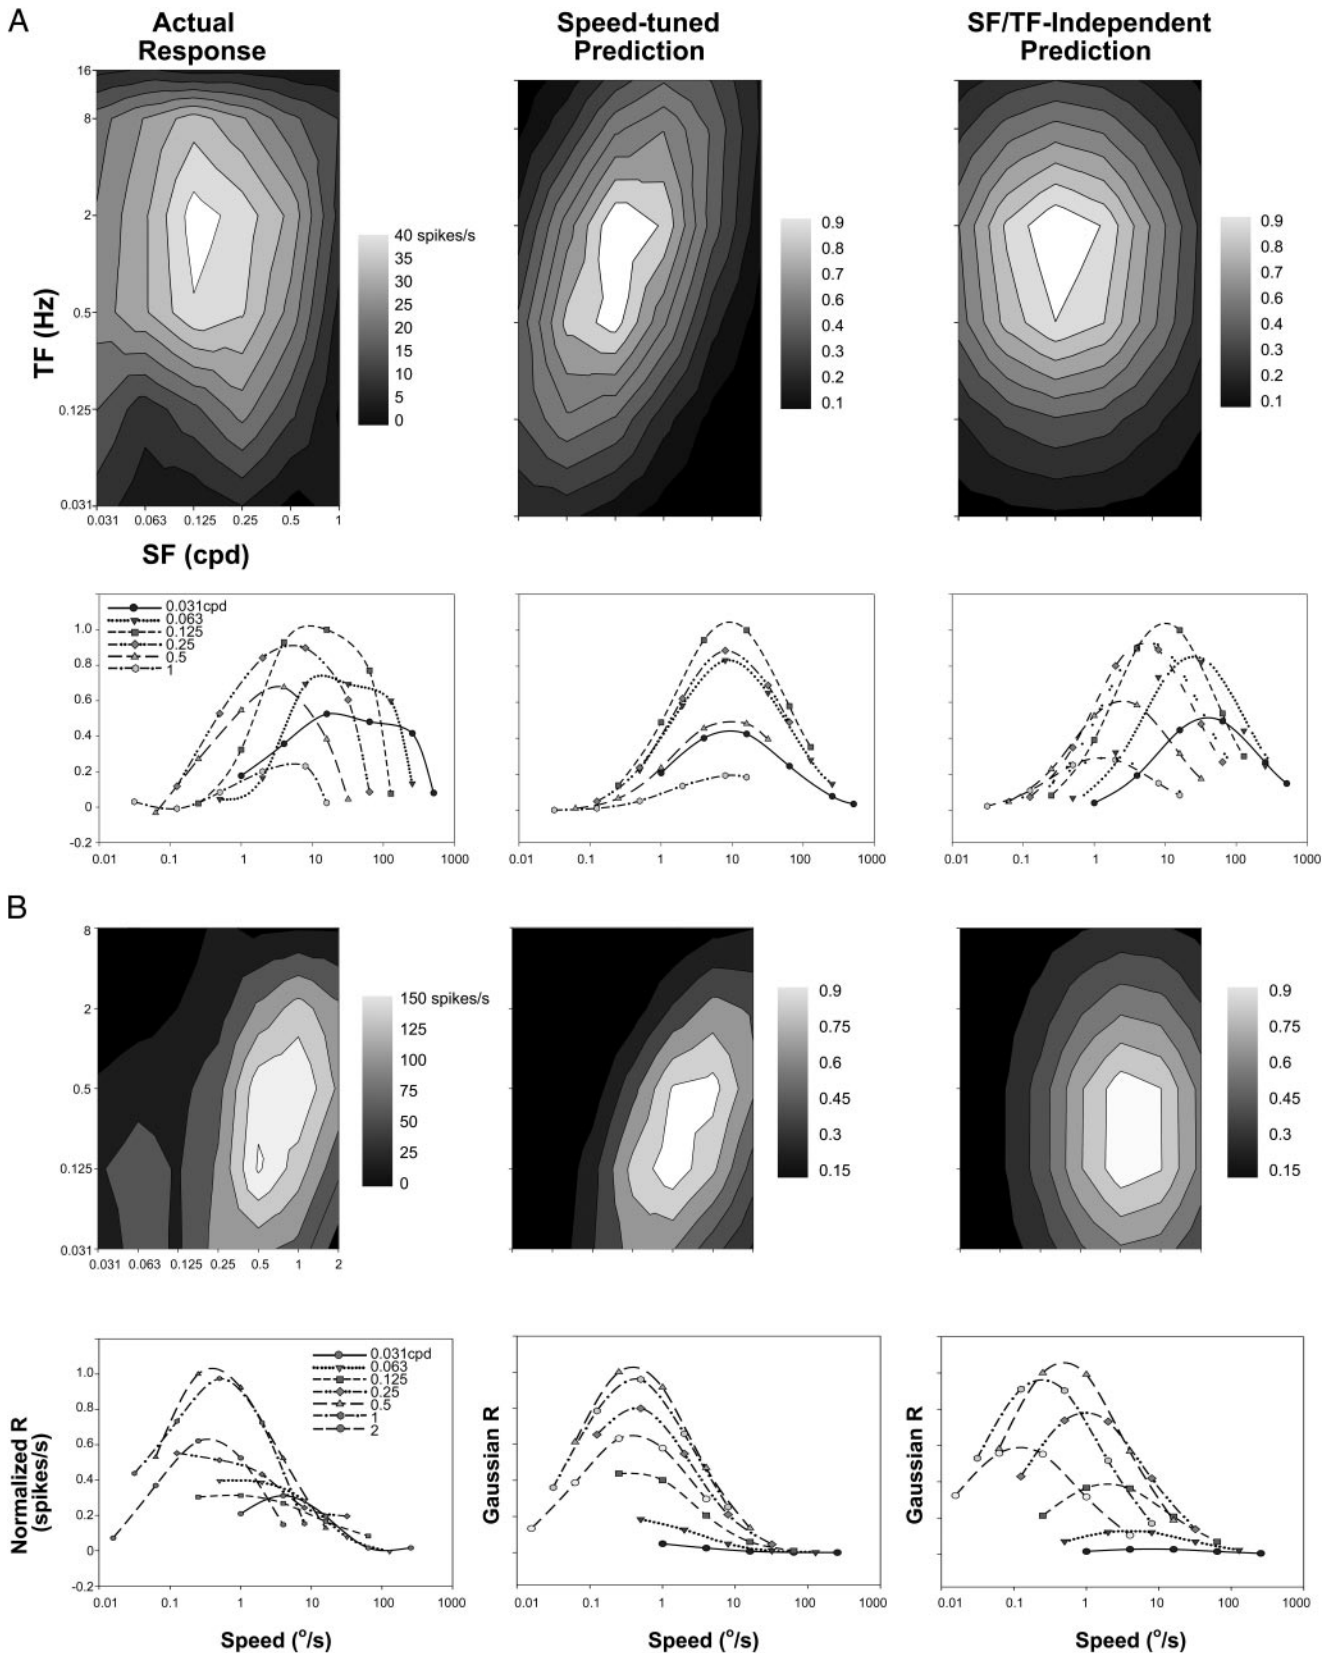 A
Actual
Response
Speed-tuned
Prediction
SF/TF-Independent
Prediction
TF (Hz)
16
8
2
0.5
0.125
0.031
0.031 0.063 0.125 0.25 0.5 1
SF (cpd)
40 spikes/s
35
30
25
20
15
10
5
0
0.9
0.8
0.7
0.6
0.5
0.4
0.3
0.2
0.1
0.9
0.8
0.7
0.6
0.5
0.4
0.3
0.2
0.1
0.031cpd
0.063
0.125
0.25
0.5
1
1.0
0.8
0.6
0.4
0.2
0
-0.2
0.01 0.1 1 10 100 1000
0.01 0.1 1 10 100 1000
0.01 0.1 1 10 100 1000
B
8
2
0.5
0.125
0.031
0.031 0.063 0.125 0.25 0.5 1 2
150 spikes/s
125
100
75
50
25
0
0.9
0.75
0.6
0.45
0.3
0.15
0.9
0.75
0.6
0.45
0.3
0.15
Normalized R
(spikes/s)
1.0
0.8
0.6
0.4
0.2
0
-0.2
0.031cpd
0.063
0.125
0.25
0.5
1
2
Gaussian R
Gaussian R
0.01 0.1 1 10 100 1000
0.01 0.1 1 10 100 1000
0.01 0.1 1 10 100 1000
Speed (°/s)
Speed (°/s)
Speed (°/s)